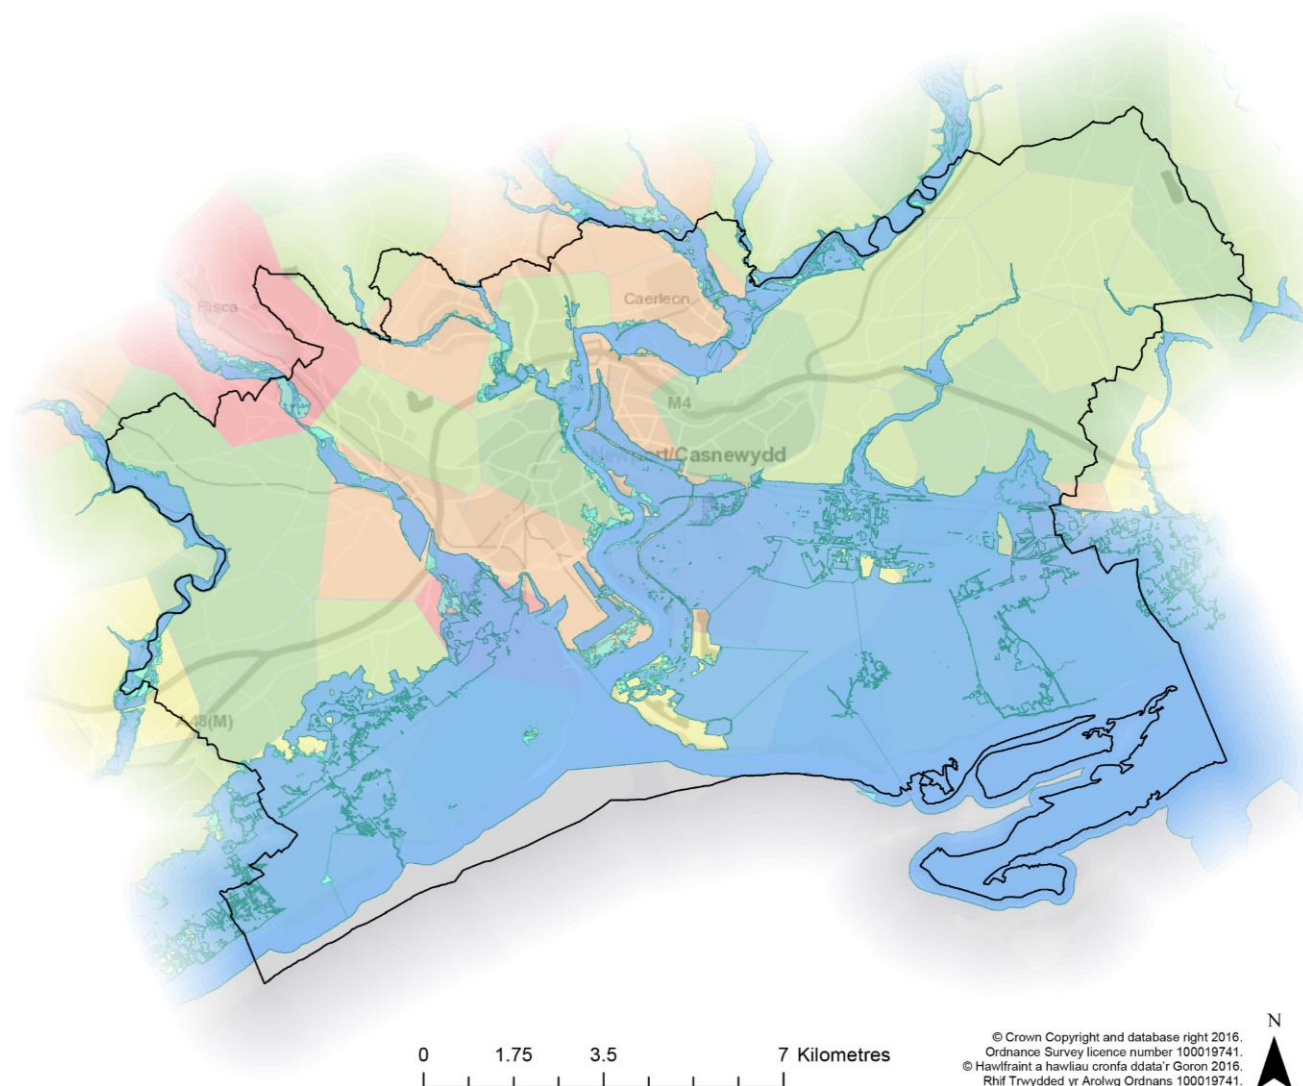 Risca
Caerleon
M4
Newport/Casnewydd
A48(M)
0 1.75 3.5 7 Kilometres
N
© Crown Copyright and database right 2016.
Ordnance Survey licence number 100019741.
© Hawlfraint a hawliau cronfa ddata'r Goron 2016.
Rhif Trwydded yr Arolwg Ordnans 100019741.